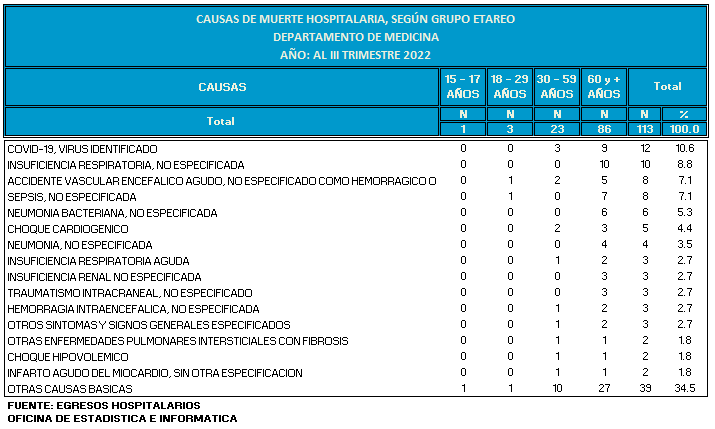 CAUSAS DE MUERTE HOSPITALARIA, SEGÚN GRUPO ETAREO
DEPARTAMENTO DE MEDICINA
AÑO: AL III TRIMESTRE 2022
CAUSAS 15 – 17 AÑOS 18 – 29 AÑOS 30 – 59 AÑOS 60 y + AÑOS Total
N N N N N %
Total 1 3 23 86 113 100.0
COVID-19, VIRUS IDENTIFICADO 0 0 3 9 12 10.6
INSUFICIENCIA RESPIRATORIA, NO ESPECIFICADA 0 0 0 10 10 8.8
ACCIDENTE VASCULAR ENCEFALICO AGUDO, NO ESPECIFICADO COMO HEMORRAGICO O 0 1 2 5 8 7.1
SEPSIS, NO ESPECIFICADA 0 1 0 7 8 7.1
NEUMONIA BACTERIANA, NO ESPECIFICADA 0 0 0 6 6 5.3
CHOQUE CARDIOGENICO 0 0 2 3 5 4.4
NEUMONIA, NO ESPECIFICADA 0 0 0 4 4 3.5
INSUFICIENCIA RESPIRATORIA AGUDA 0 0 1 2 3 2.7
INSUFICIENCIA RENAL NO ESPECIFICADA 0 0 0 3 3 2.7
TRAUMATISMO INTRACRANEAL, NO ESPECIFICADO 0 0 0 3 3 2.7
HEMORRAGIA INTRAENCEFALICA, NO ESPECIFICADA 0 0 1 2 3 2.7
OTROS SINTOMAS Y SIGNOS GENERALES ESPECIFICADOS 0 0 1 2 3 2.7
OTRAS ENFERMEDADES PULMONARES INTERSTICIALES CON FIBROSIS 0 0 1 1 2 1.8
CHOQUE HIPOVOLEMICO 0 0 1 1 2 1.8
INFARTO AGUDO DEL MIOCARDIO, SIN OTRA ESPECIFICACION 0 0 1 1 2 1.8
OTRAS CAUSAS BASICAS 1 1 10 27 39 34.5
FUENTE: EGRESOS HOSPITALARIOS
OFICINA DE ESTADISTICA E INFORMATICA